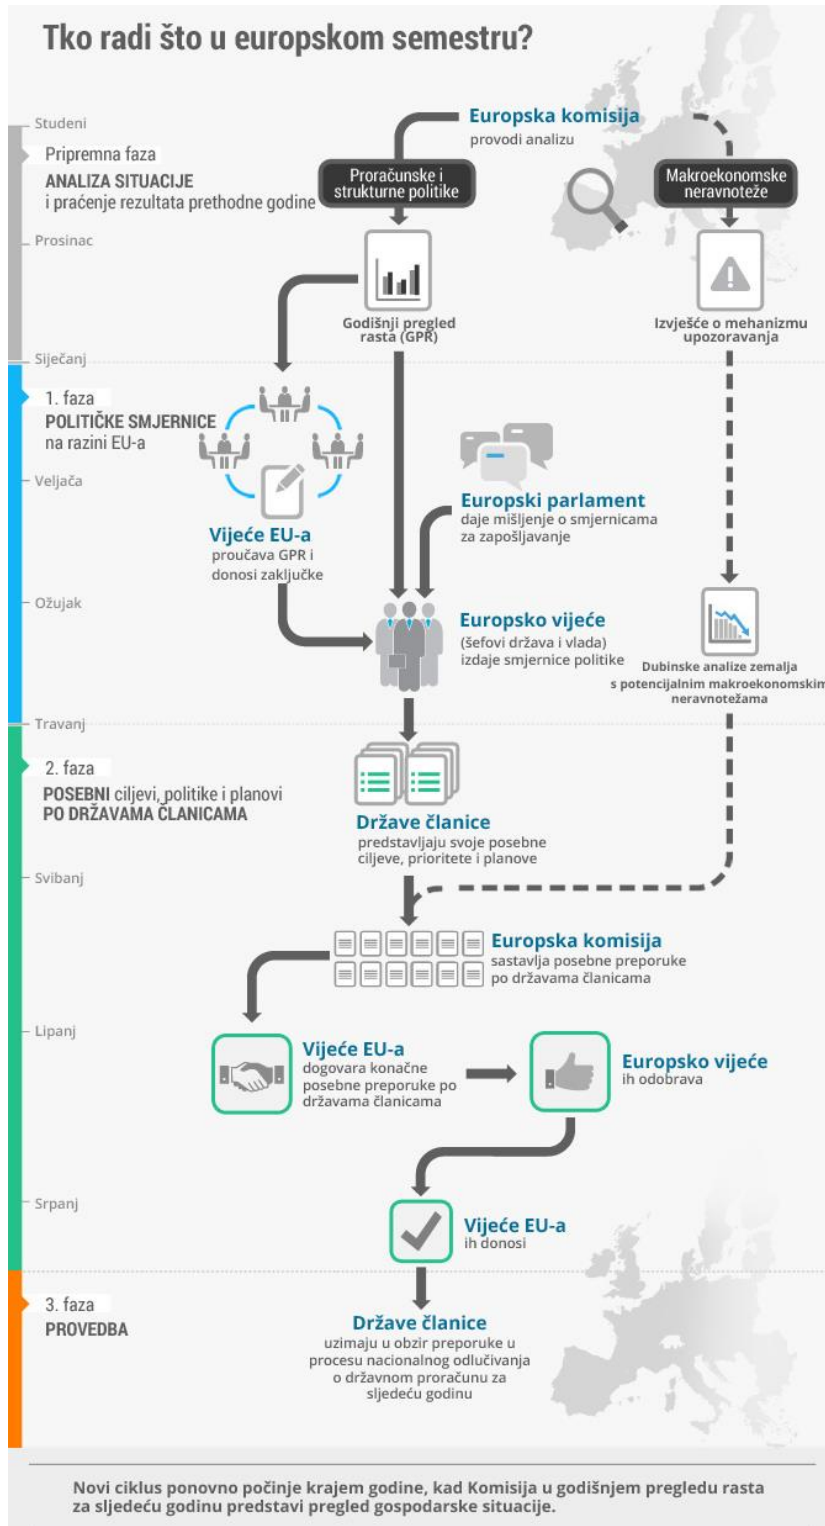 Tko radi što u europskom semestru?
Studeni
Europska komisija
provodi analizu
Pripremna faza
ANALIZA SITUACIJE
i praćenje rezultata prethodne godine
Proračunske i
strukturne politike
Makroekonomske
neravnoteže
Prosinac
Godišnji pregled
rasta (GPR)
Izvješće o mehanizmu
upozoravanja
Siječanj
1. faza
POLITIČKE SMJERNICE
na razini EU-a
Veljača
Europski parlament
daje mišljenje o smjernicama
za zapošljavanje
Vijeće EU-a
proučava GPR i
donosi zaključke
Ožujak
Europsko vijeće
(šefovi država i vlada)
izdaje smjernice politike
Dubinske analize zemalja
s potencijalnim makroekonomskim
neravnotežama
Travanj
2. faza
POSEBNI ciljevi, politike i planovi
PO DRŽAVAMA ČLANICAMA
Države članice
predstavljaju svoje posebne
ciljeve, prioritete i planove
Svibanj
Europska komisija
sastavlja posebne preporuke
po državama članicama
Lipanj
Vijeće EU-a
dogovara konačne
posebne preporuke po
državama članicama
Europsko vijeće
ih odobrava
Srpanj
Vijeće EU-a
ih donosi
3. faza
PROVEDBA
Države članice
uzimaju u obzir preporuke u
procesu nacionalnog odlučivanja
o državnom proračunu za
sljedeću godinu
Novi ciklus ponovno počinje krajem godine, kad Komisija u godišnjem pregledu rasta
za sljedeću godinu predstavi pregled gospodarske situacije.